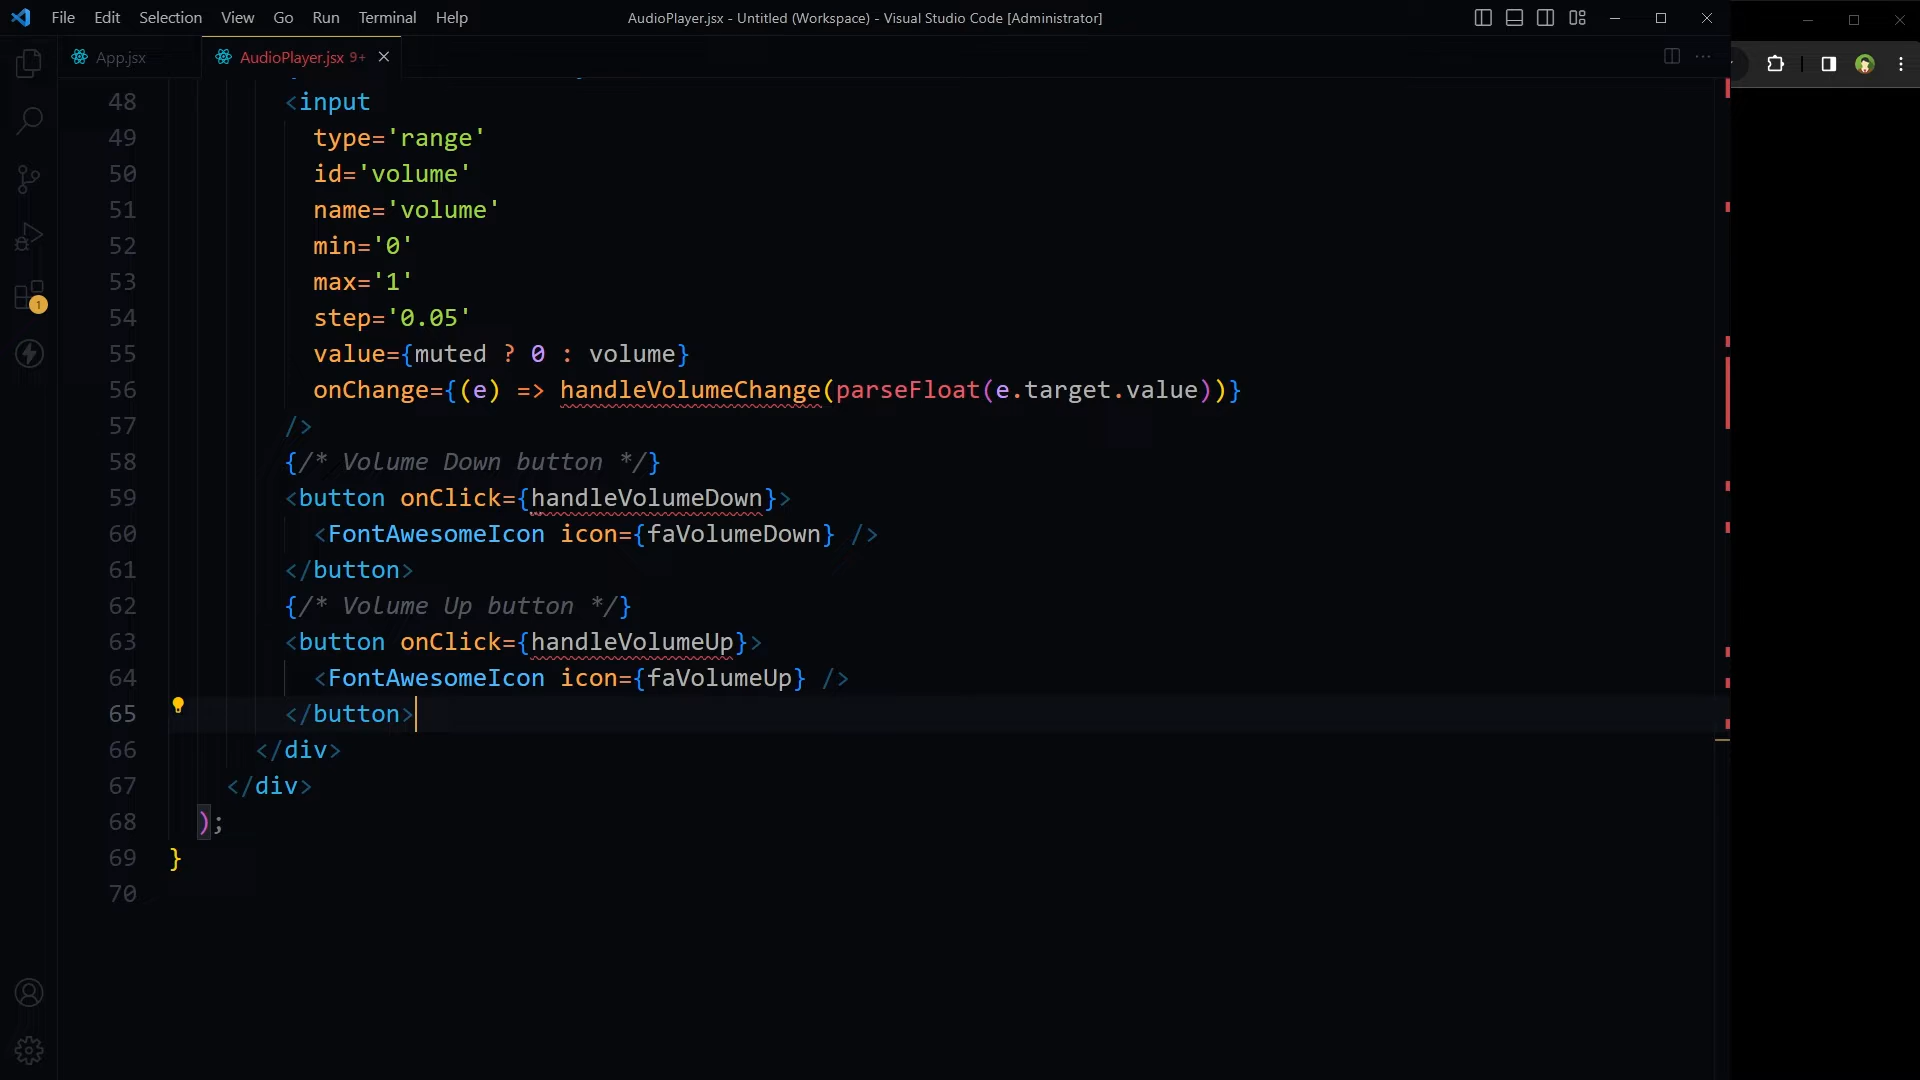 File Edit Selection View Go Run Terminal Help
AudioPlayer.jsx - Untitled (Workspace) - Visual Studio Code [Administrator]
App.jsx
AudioPlayer.jsx 9+
48 <input
49 type='range'
50 id='volume'
51 name='volume'
52 min='0'
53 max='1'
54 step='0.05'
55 value={muted ? 0 : volume}
56 onChange={(e) => handleVolumeChange(parseFloat(e.target.value))}
57 />
58 {/* Volume Down button */}
59 <button onClick={handleVolumeDown}>
60 <FontAwesomeIcon icon={faVolumeDown} />
61 </button>
62 {/* Volume Up button */}
63 <button onClick={handleVolumeUp}>
64 <FontAwesomeIcon icon={faVolumeUp} />
65 </button>
66 </div>
67 </div>
68 );
69 }
70
1